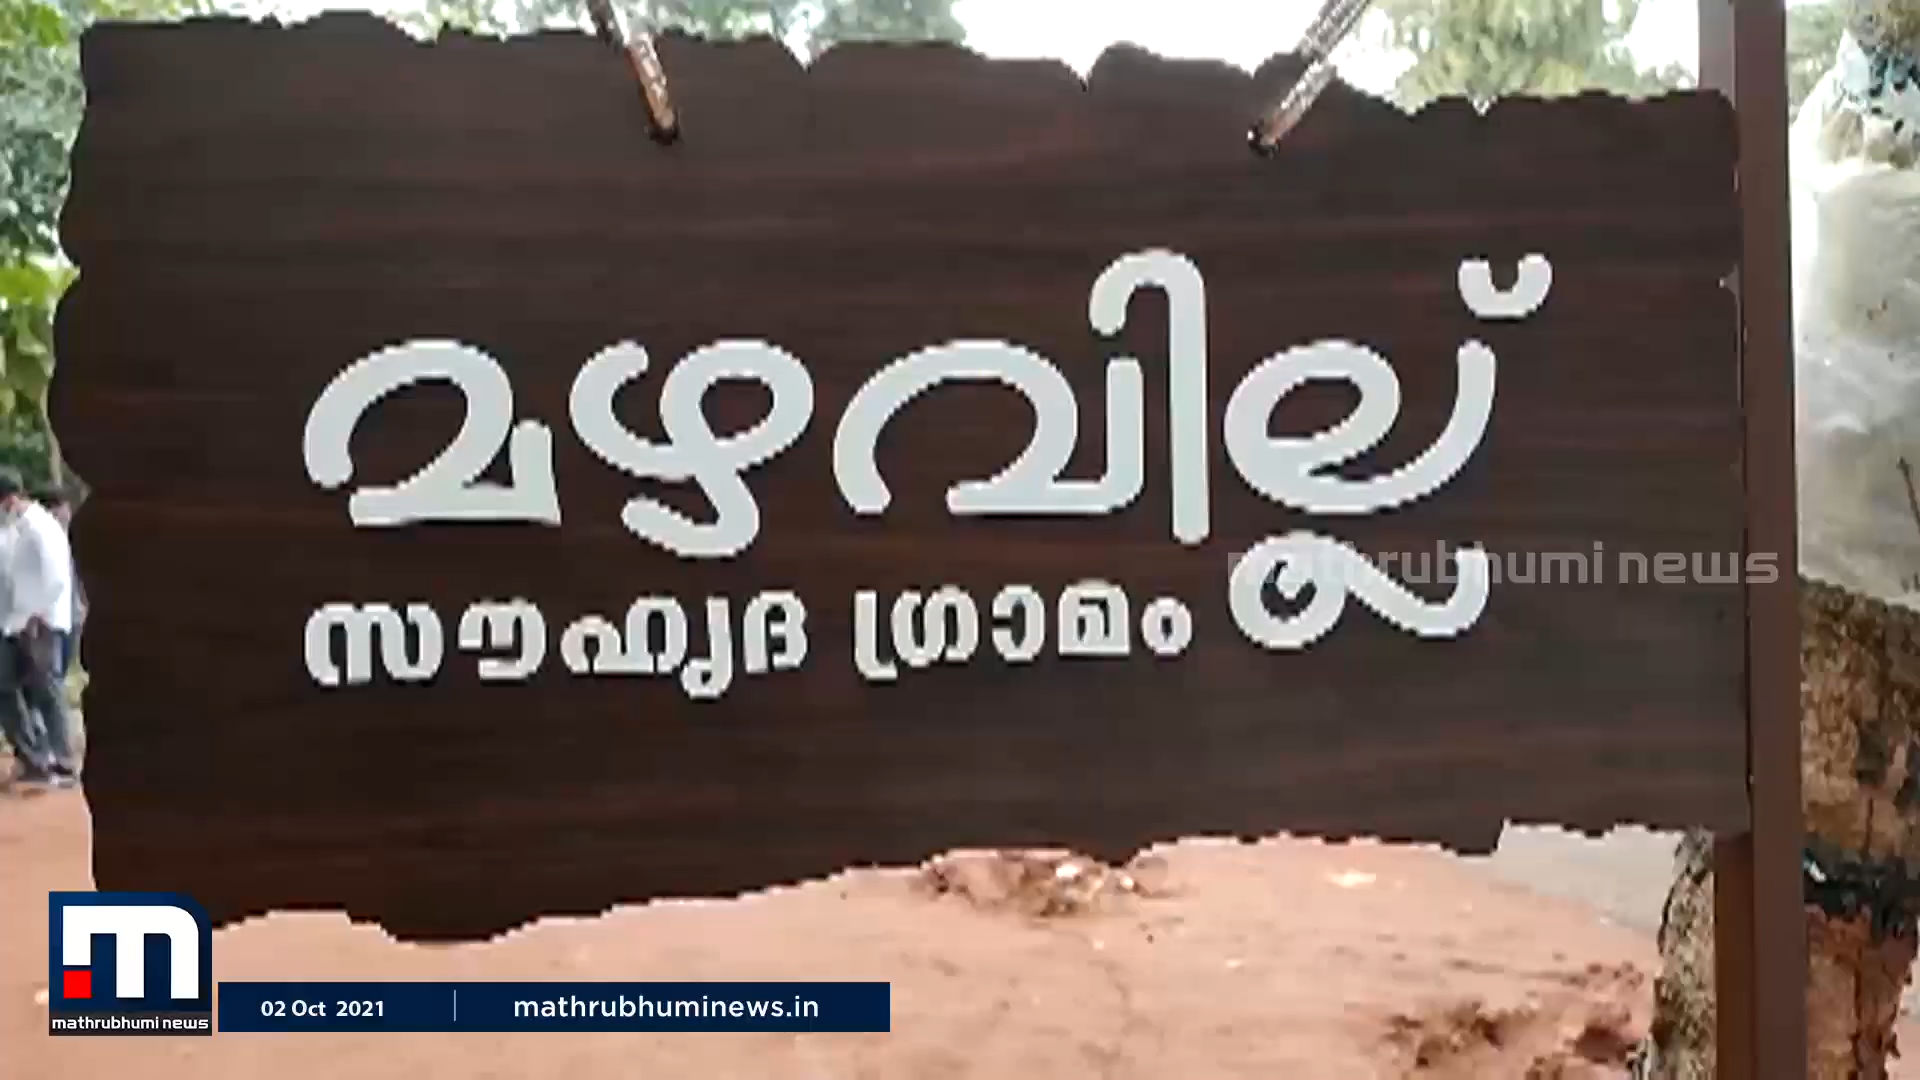 മഴവില്ല്
സൗഹൃദ ഗ്രാമം
mathrubhumi news
mathrubhumi news
02 Oct 2021
mathrubhuminews.in